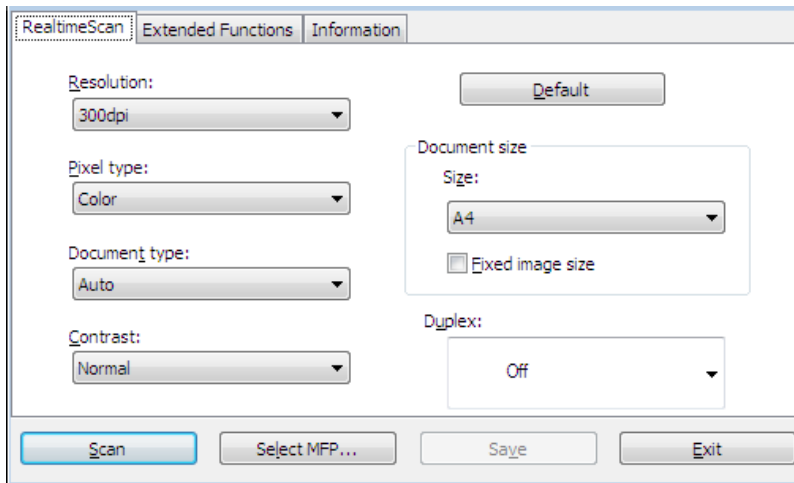 RealtimeScan Extended Functions Information
Resolution:
300dpi
Default
Pixel type:
Color
Document size
Size:
A4
Fixed image size
Document type:
Auto
Contrast:
Normal
Duplex:
Off
Scan Select MFP... Save Exit